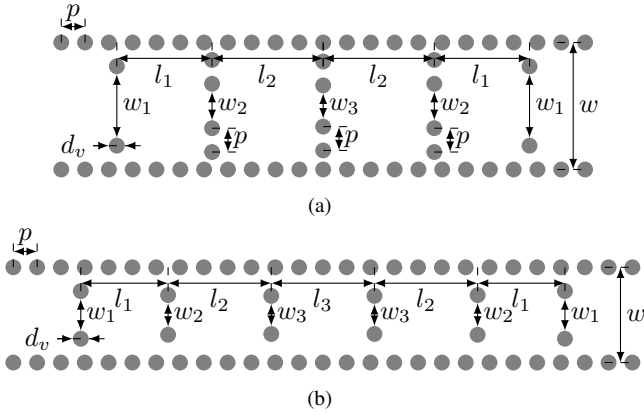 p
l₁ l₂ l₂ l₁
w₁ w₂ w₃ w₂ w₁ w
dᵥ p p p
(a)
p
l₁ l₂ l₃ l₂ l₁
w₁ w₂ w₃ w₃ w₂ w₁ w
dᵥ
(b)